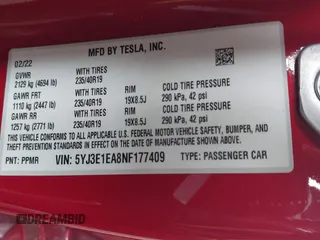 MFD BY TESLA, INC.
02/22
GVWR WITH TIRES
2129 kg (4694 lb) 235/40R19
GAWR FRT WITH TIRES RIM COLD TIRE PRESSURE
1110 kg (2447 lb) 235/40R19 19X8.5J 290 kPa, 42 psi
GAWR RR WITH TIRES RIM COLD TIRE PRESSURE
1257 kg (2771 lb) 235/40R19 19X8.5J 290 kPa, 42 psi
THIS VEHICLE CONFORMS TO ALL APPLICABLE
U.S. FEDERAL MOTOR VEHICLE SAFETY, BUMPER, AND
THEFT PREVENTION STANDARDS IN EFFECT ON THE DATE OF
PNT: PPMR VIN: 5YJ3E1EA8NF177409 TYPE: PASSENGER CAR
DREAMBID